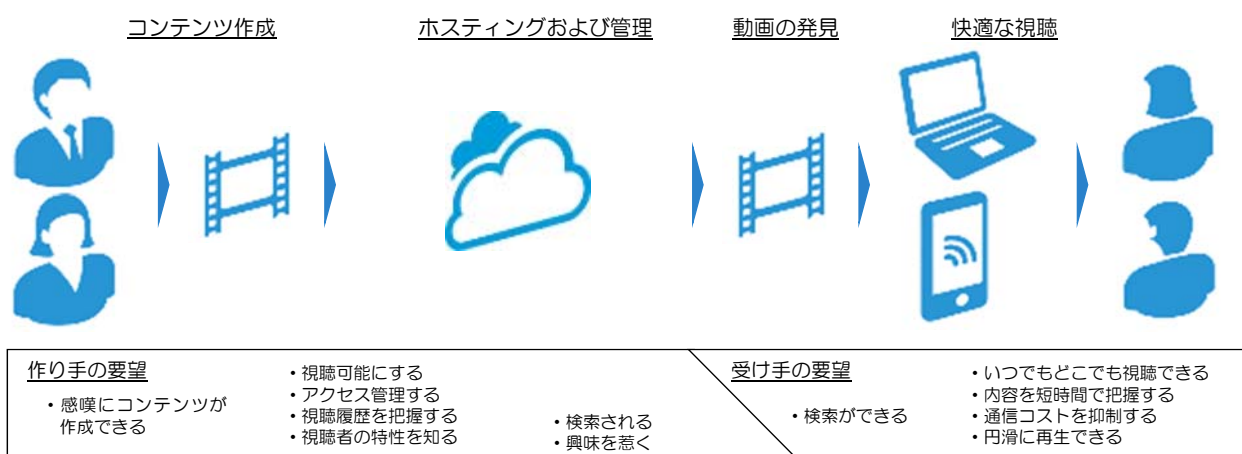 コンテンツ作成
ホスティングおよび管理
動画の発見
快適な視聴
作り手の要望
・感嘆にコンテンツが
作成できる
・視聴可能にする
・アクセス管理する
・視聴履歴を把握する
・視聴者の特性を知る
・検索される
・興味を惹く
受け手の要望
・検索ができる
・いつでもどこでも視聴できる
・内容を短時間で把握する
・通信コストを抑制する
・円滑に再生できる